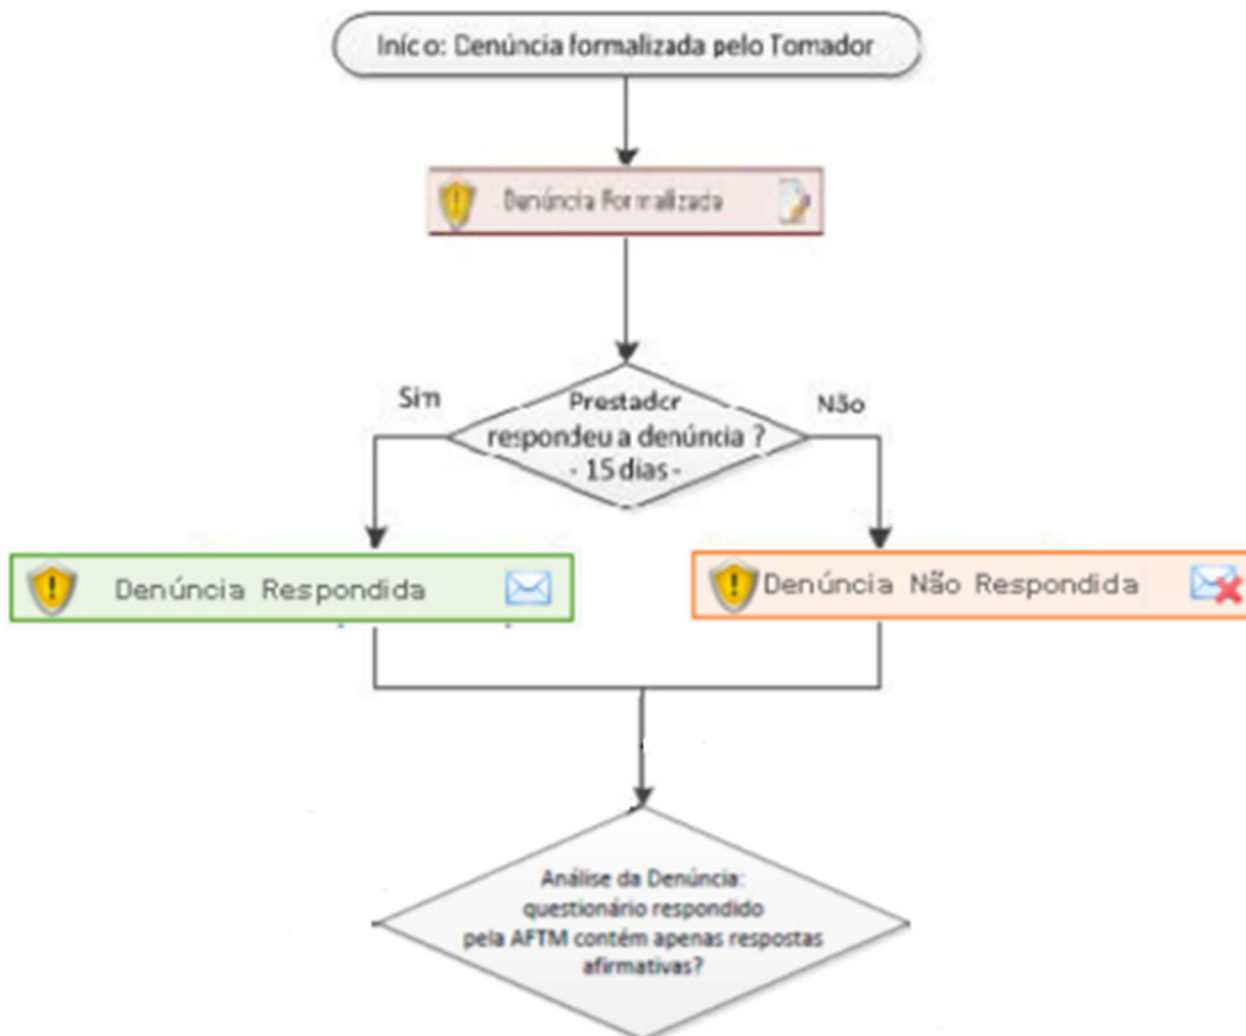 Início: Denúncia formalizada pelo Tomador
Denúncia Formalizada
Sim
Prestador
respondeu a denúncia ?
- 15 dias -
Não
Denúncia Respondida
Denúncia Não Respondida
Análise da Denúncia:
questionário respondido
pela AFTM contém apenas respostas
afirmativas?